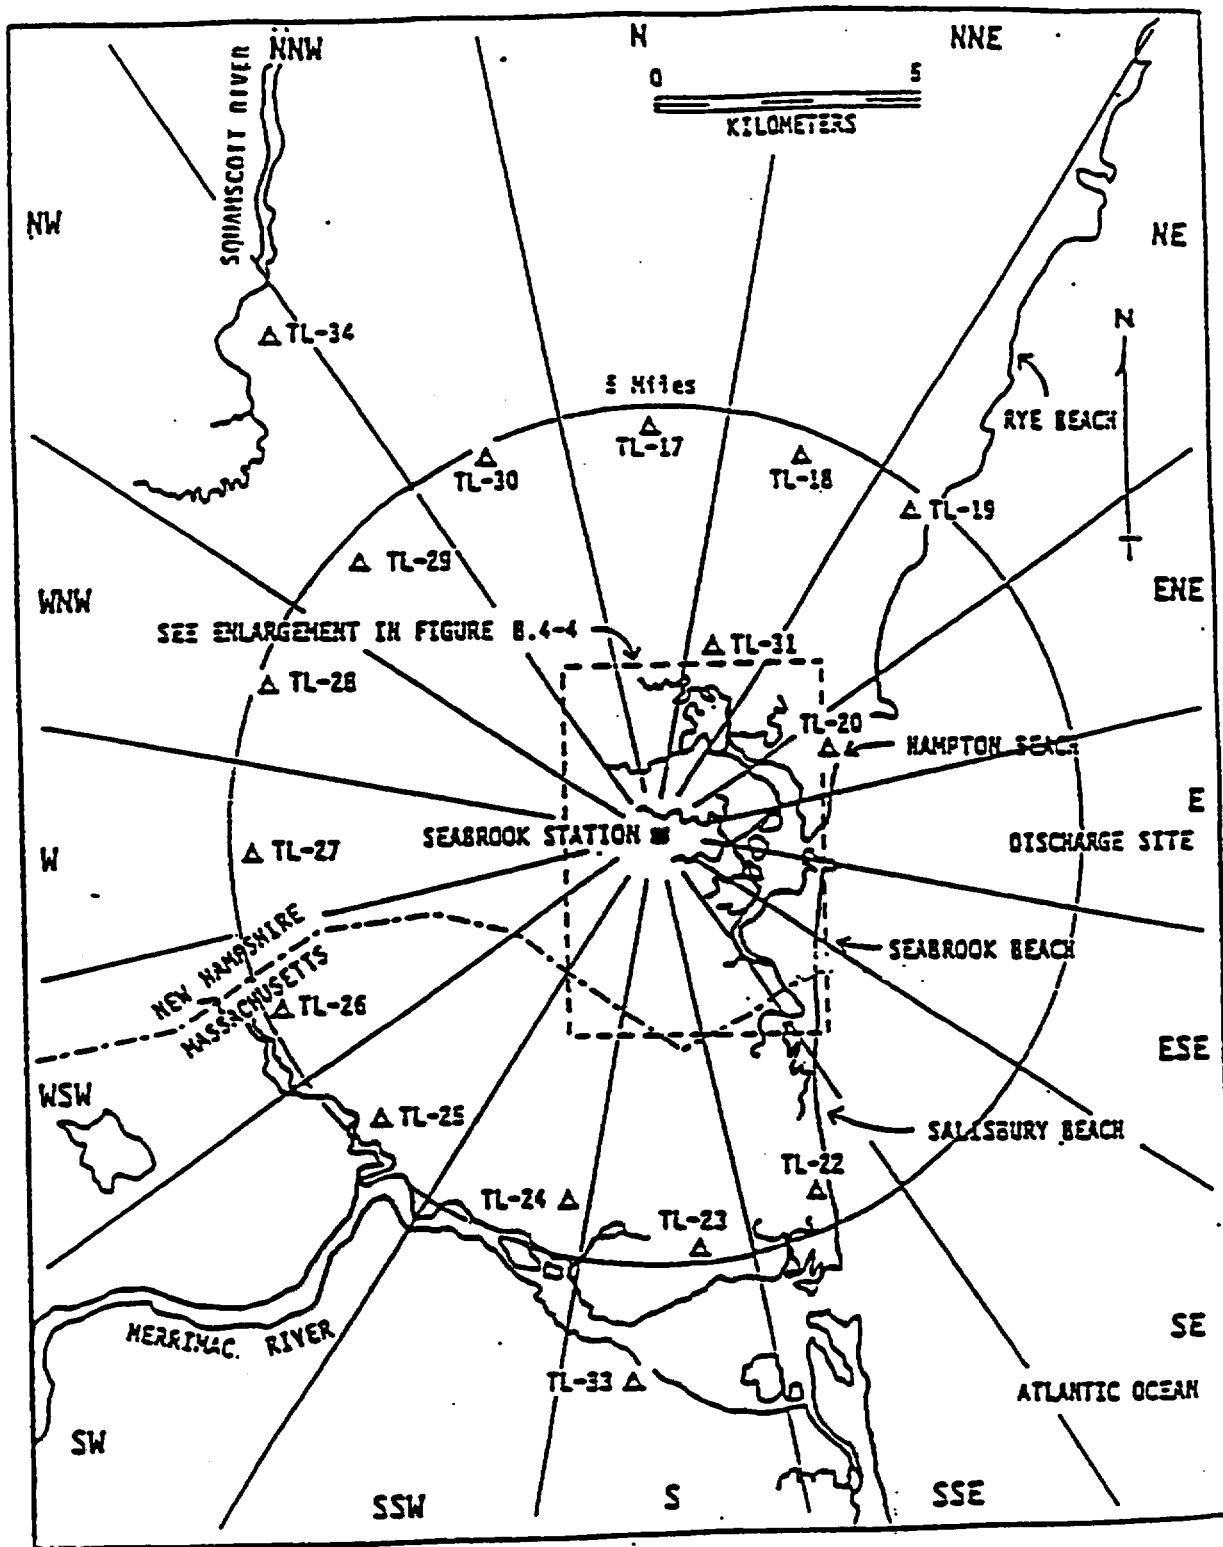 N
NNE
NNW
0 5
KILOMETERS
SQUAMSCOTT RIVER
NW
NE
N
TL-34
5 Miles
RYE BEACH
TL-17
TL-30
TL-18
TL-19
TL-29
WNW
ENE
SEE ENLARGEMENT IN FIGURE B.4-4
TL-31
TL-28
TL-20
HAMPTON BEACH
E
SEABROOK STATION
DISCHARGE SITE
W
TL-27
NEW HAMPSHIRE
SEABROOK BEACH
MASSACHUSETTS
TL-26
ESE
WSW
TL-25
SALISBURY BEACH
TL-22
TL-24
TL-23
MERRIMAC. RIVER
SE
TL-33
ATLANTIC OCEAN
SW
SSW
S
SSE